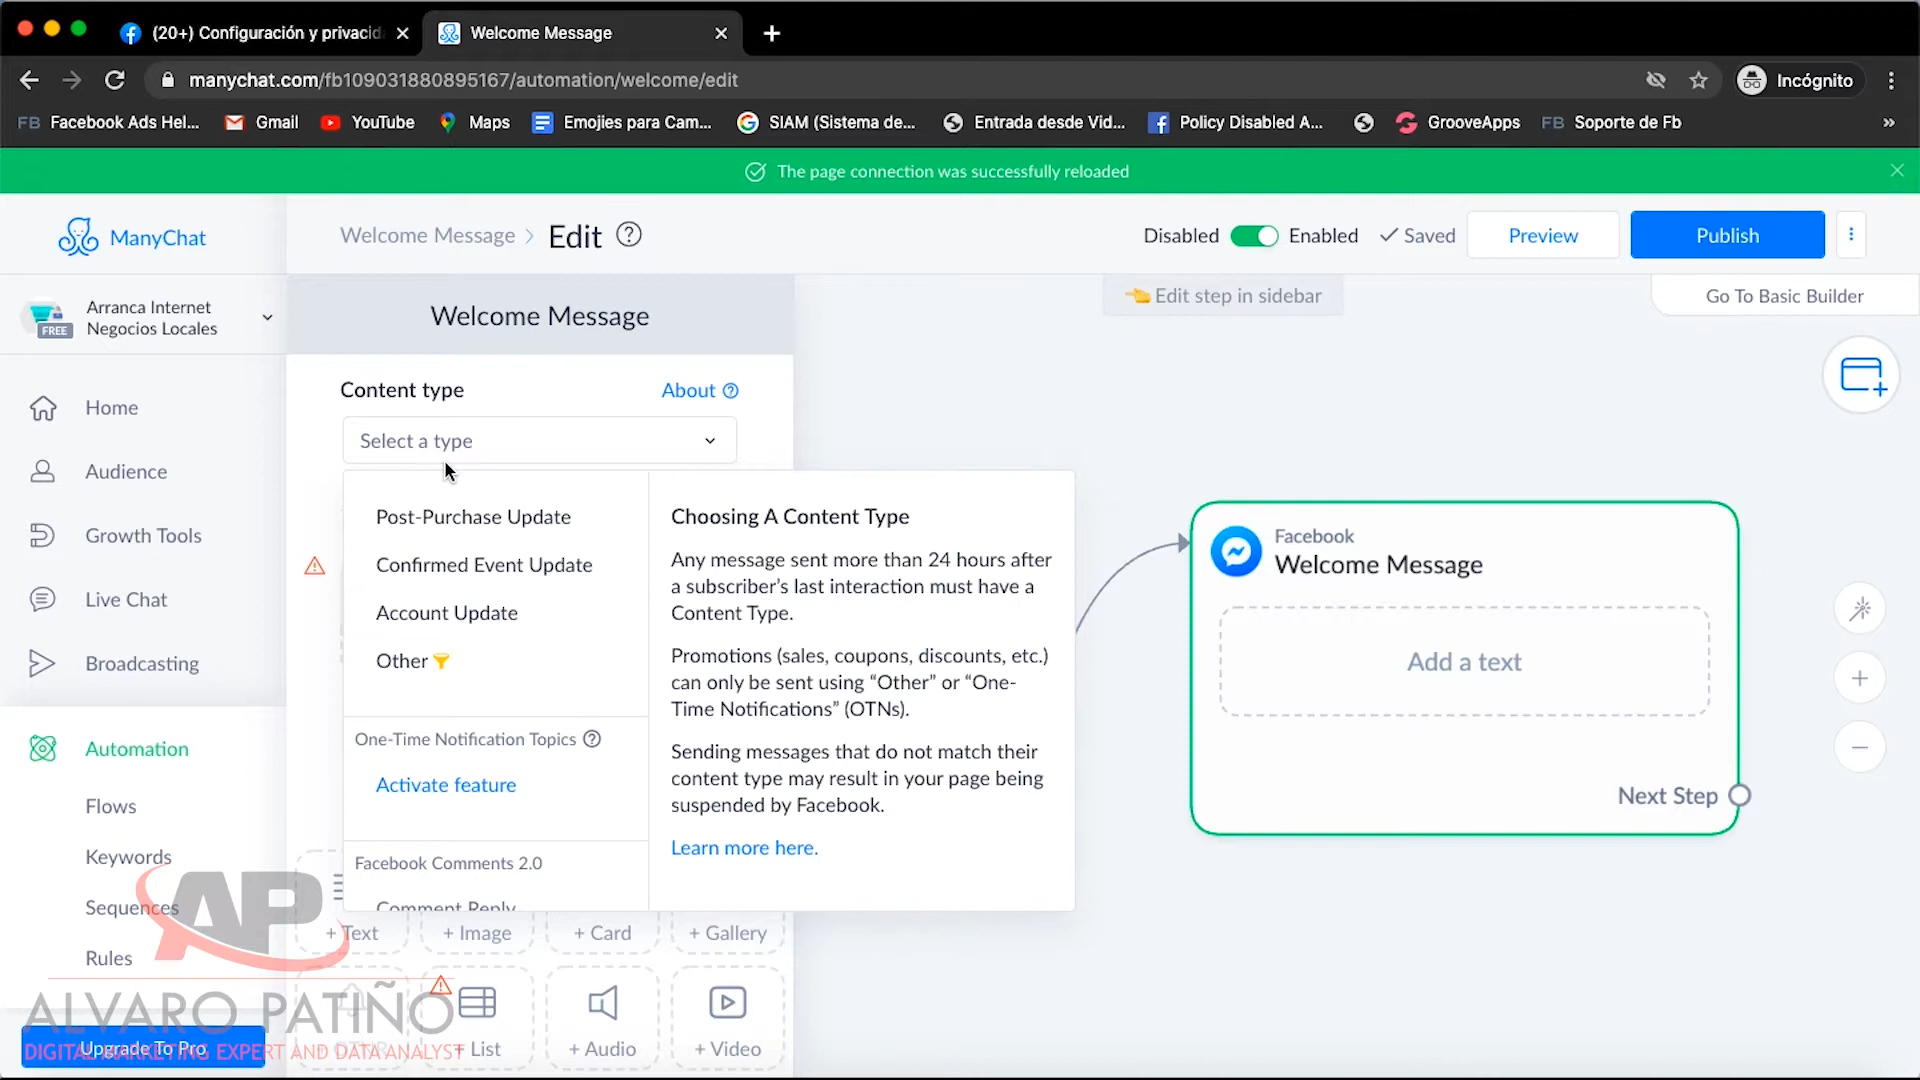 (20+) Configuración y privacid
Welcome Message
manychat.com/fb109031880895167/automation/welcome/edit
Incógnito
FB Facebook Ads Hel...
Gmail
YouTube
Maps
Emojies para Cam...
SIAM (Sistema de...
Entrada desde Vid...
Policy Disabled A...
GrooveApps
FB Soporte de Fb
»
The page connection was successfully reloaded
ManyChat
Welcome Message > Edit
Disabled
Enabled
Saved
Preview
Publish
Arranca Internet
Negocios Locales
FREE
Welcome Message
Edit step in sidebar
Go To Basic Builder
Home
Audience
Growth Tools
Live Chat
Broadcasting
Automation
Flows
Keywords
Sequences
Rules
Upgrade To Pro
Content type
About
Select a type
Post-Purchase Update
Confirmed Event Update
Account Update
Other
One-Time Notification Topics
Activate feature
Facebook Comments 2.0
Comment Reply
Choosing A Content Type
Any message sent more than 24 hours after
a subscriber's last interaction must have a
Content Type.
Promotions (sales, coupons, discounts, etc.)
can only be sent using “Other” or “One-
Time Notifications” (OTNs).
Sending messages that do not match their
content type may result in your page being
suspended by Facebook.
Learn more here.
+ Text
+ Image
+ Card
+ Gallery
+ List
+ Audio
+ Video
Facebook
Welcome Message
Add a text
Next Step
AP
ALVARO PATIÑO
DIGITAL MARKETING EXPERT AND DATA ANALYST